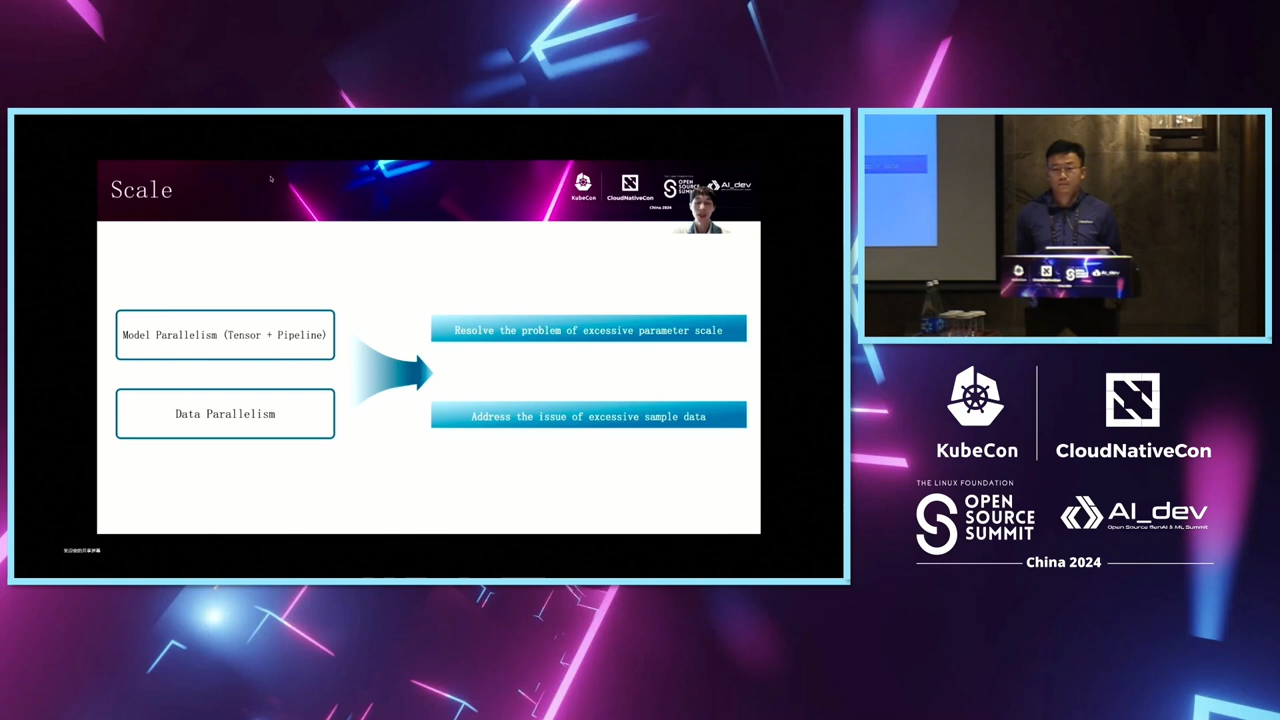 Scale
KubeCon
CloudNativeCon
OPEN
SOURCE
SUMMIT
AI_dev
China 2024
Model Parallelism (Tensor + Pipeline)
Data Parallelism
Resolve the problem of excessive parameter scale
Address the issue of excessive sample data
KubeCon
CloudNativeCon
THE LINUX FOUNDATION
OPEN
SOURCE
SUMMIT
AI_dev
Open Source GenAI & ML Summit
China 2024